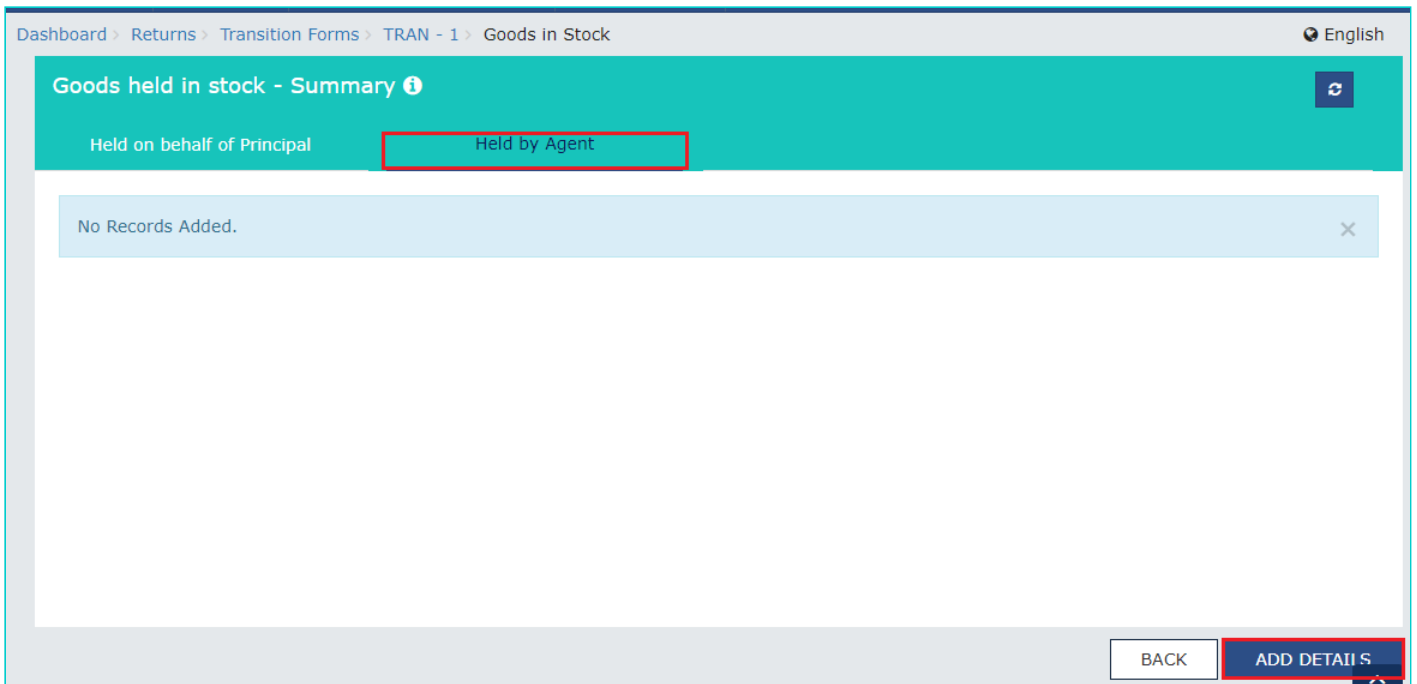 Dashboard > Returns > Transition Forms > TRAN - 1 > Goods in Stock English
Goods held in stock - Summary
Held on behalf of Principal Held by Agent
No Records Added.
BACK ADD DETAILS